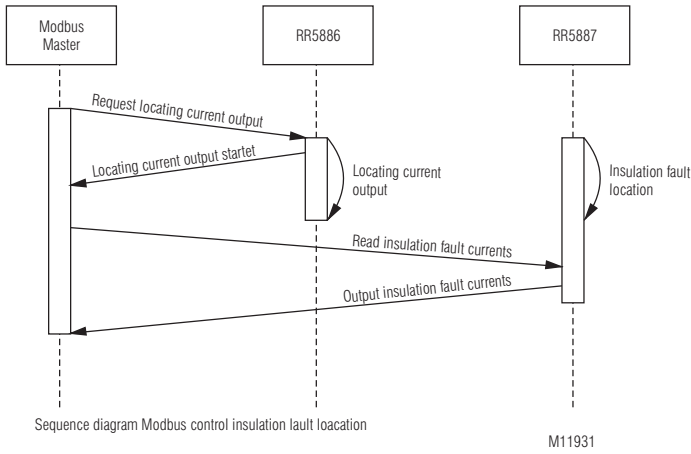 Modbus
Master
RR5886
RR5887
Request locating current output
Locating current output startet
Locating current
output
Insulation fault
location
Read insulation fault currents
Output insulation fault currents
Sequence diagram Modbus control insulation lault loacation
M11931